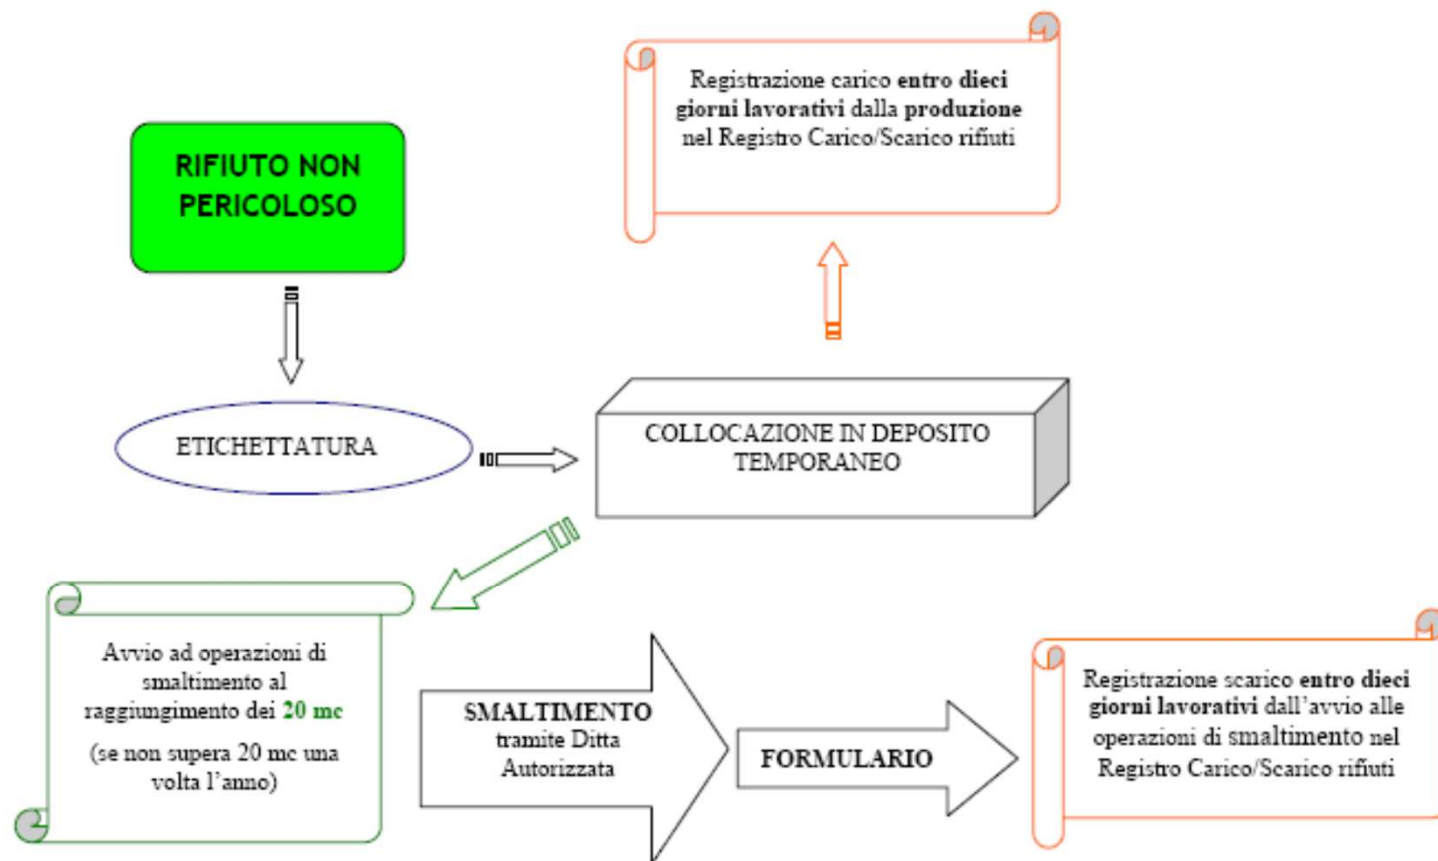 Registrazione carico entro dieci
giorni lavorativi dalla produzione
nel Registro Carico/Scarico rifiuti
RIFIUTO NON
PERICOLOSO
ETICHETTATURA
COLLOCAZIONE IN DEPOSITO
TEMPORANEO
Avvio ad operazioni di
smaltimento al
raggiungimento dei 20 mc
(se non supera 20 mc una
volta l'anno)
SMALTIMENTO
tramite Ditta
Autorizzata
FORMULARIO
Registrazione scarico entro dieci
giorni lavorativi dall'avvio alle
operazioni di smaltimento nel
Registro Carico/Scarico rifiuti